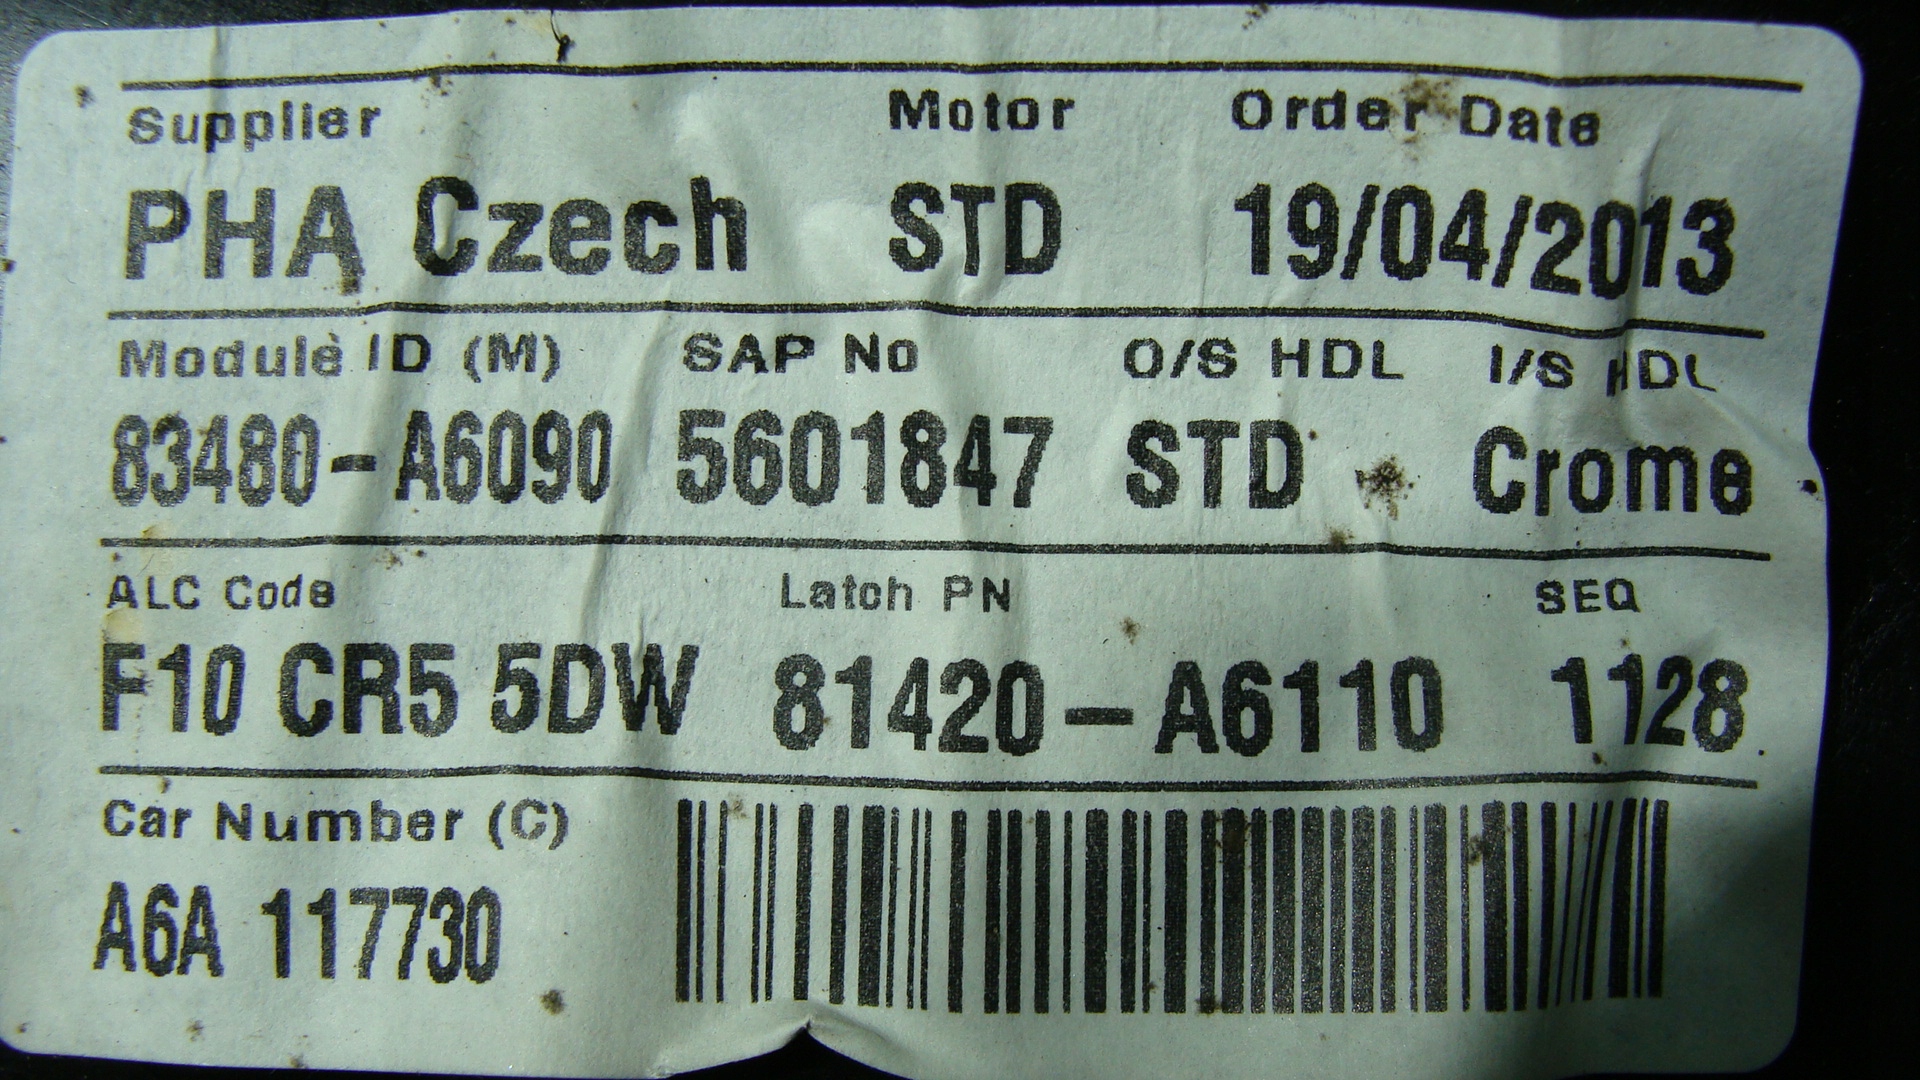 Supplier Motor Order Date
PHA Czech STD 19/04/2013
Module ID (M) SAP No O/S HDL I/S HDL
83480-A6090 5601847 STD Crome
ALC Code Latch PN SEQ
F10 CR5 5DW 81420-A6110 1128
Car Number (C)
A6A 117730